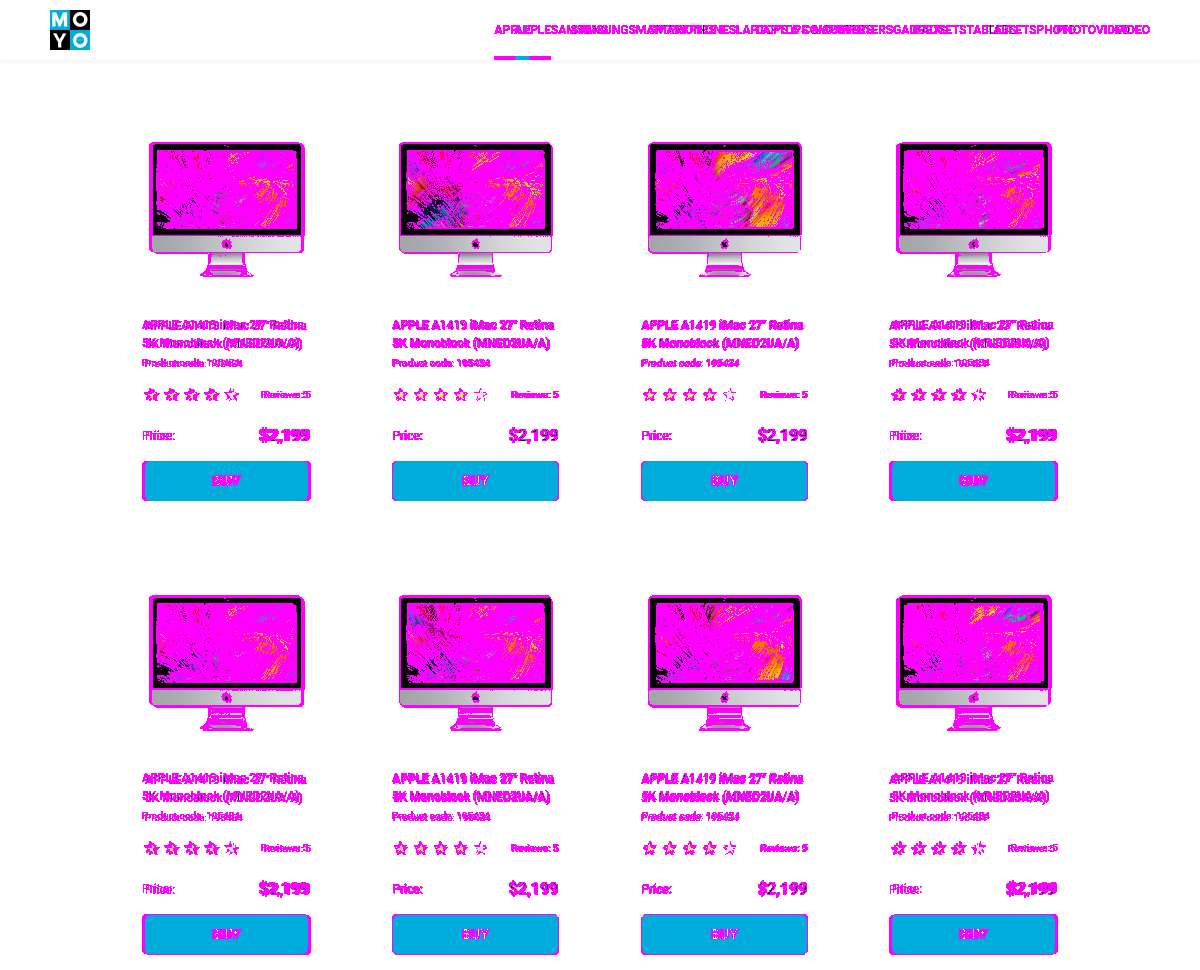 MO
YO
APPLE SAMSUNG SMARTPHONES LAPTOPS & COMPUTERS GADGETS TABLETS PHOTO VIDEO
APPLE A1419 iMac 27" Retina
APPLE A1419 iMac 27" Retina
APPLE A1419 iMac 27" Retina
APPLE A1419 iMac 27" Retina
5K Monoblock (MNED2UA/A)
5K Monoblock (MNED2UA/A)
5K Monoblock (MNED2UA/A)
5K Monoblock (MNED2UA/A)
Product code: 195434
Product code: 195434
Product code: 195434
Product code: 195434
Reviews: 5
Reviews: 5
Reviews: 5
Reviews: 5
Price: $2,199
Price: $2,199
Price: $2,199
Price: $2,199
BUY
BUY
BUY
BUY
APPLE A1419 iMac 27" Retina
APPLE A1419 iMac 27" Retina
APPLE A1419 iMac 27" Retina
APPLE A1419 iMac 27" Retina
5K Monoblock (MNED2UA/A)
5K Monoblock (MNED2UA/A)
5K Monoblock (MNED2UA/A)
5K Monoblock (MNED2UA/A)
Product code: 195434
Product code: 195434
Product code: 195434
Product code: 195434
Reviews: 5
Reviews: 5
Reviews: 5
Reviews: 5
Price: $2,199
Price: $2,199
Price: $2,199
Price: $2,199
BUY
BUY
BUY
BUY